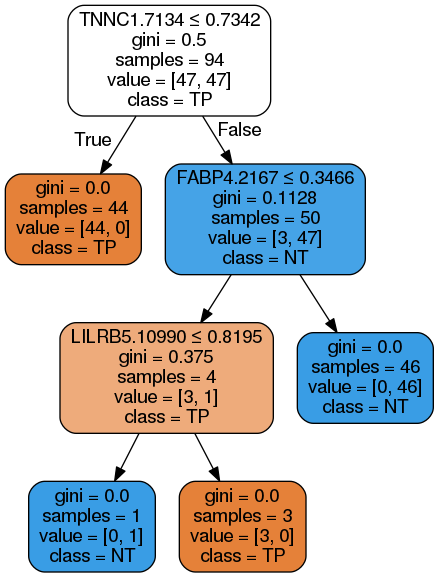 TNNC1.7134 ≤ 0.7342
gini = 0.5
samples = 94
value = [47, 47]
class = TP
True
False
gini = 0.0
samples = 44
value = [44, 0]
class = TP
FABP4.2167 ≤ 0.3466
gini = 0.1128
samples = 50
value = [3, 47]
class = NT
LILRB5.10990 ≤ 0.8195
gini = 0.375
samples = 4
value = [3, 1]
class = TP
gini = 0.0
samples = 46
value = [0, 46]
class = NT
gini = 0.0
samples = 1
value = [0, 1]
class = NT
gini = 0.0
samples = 3
value = [3, 0]
class = TP